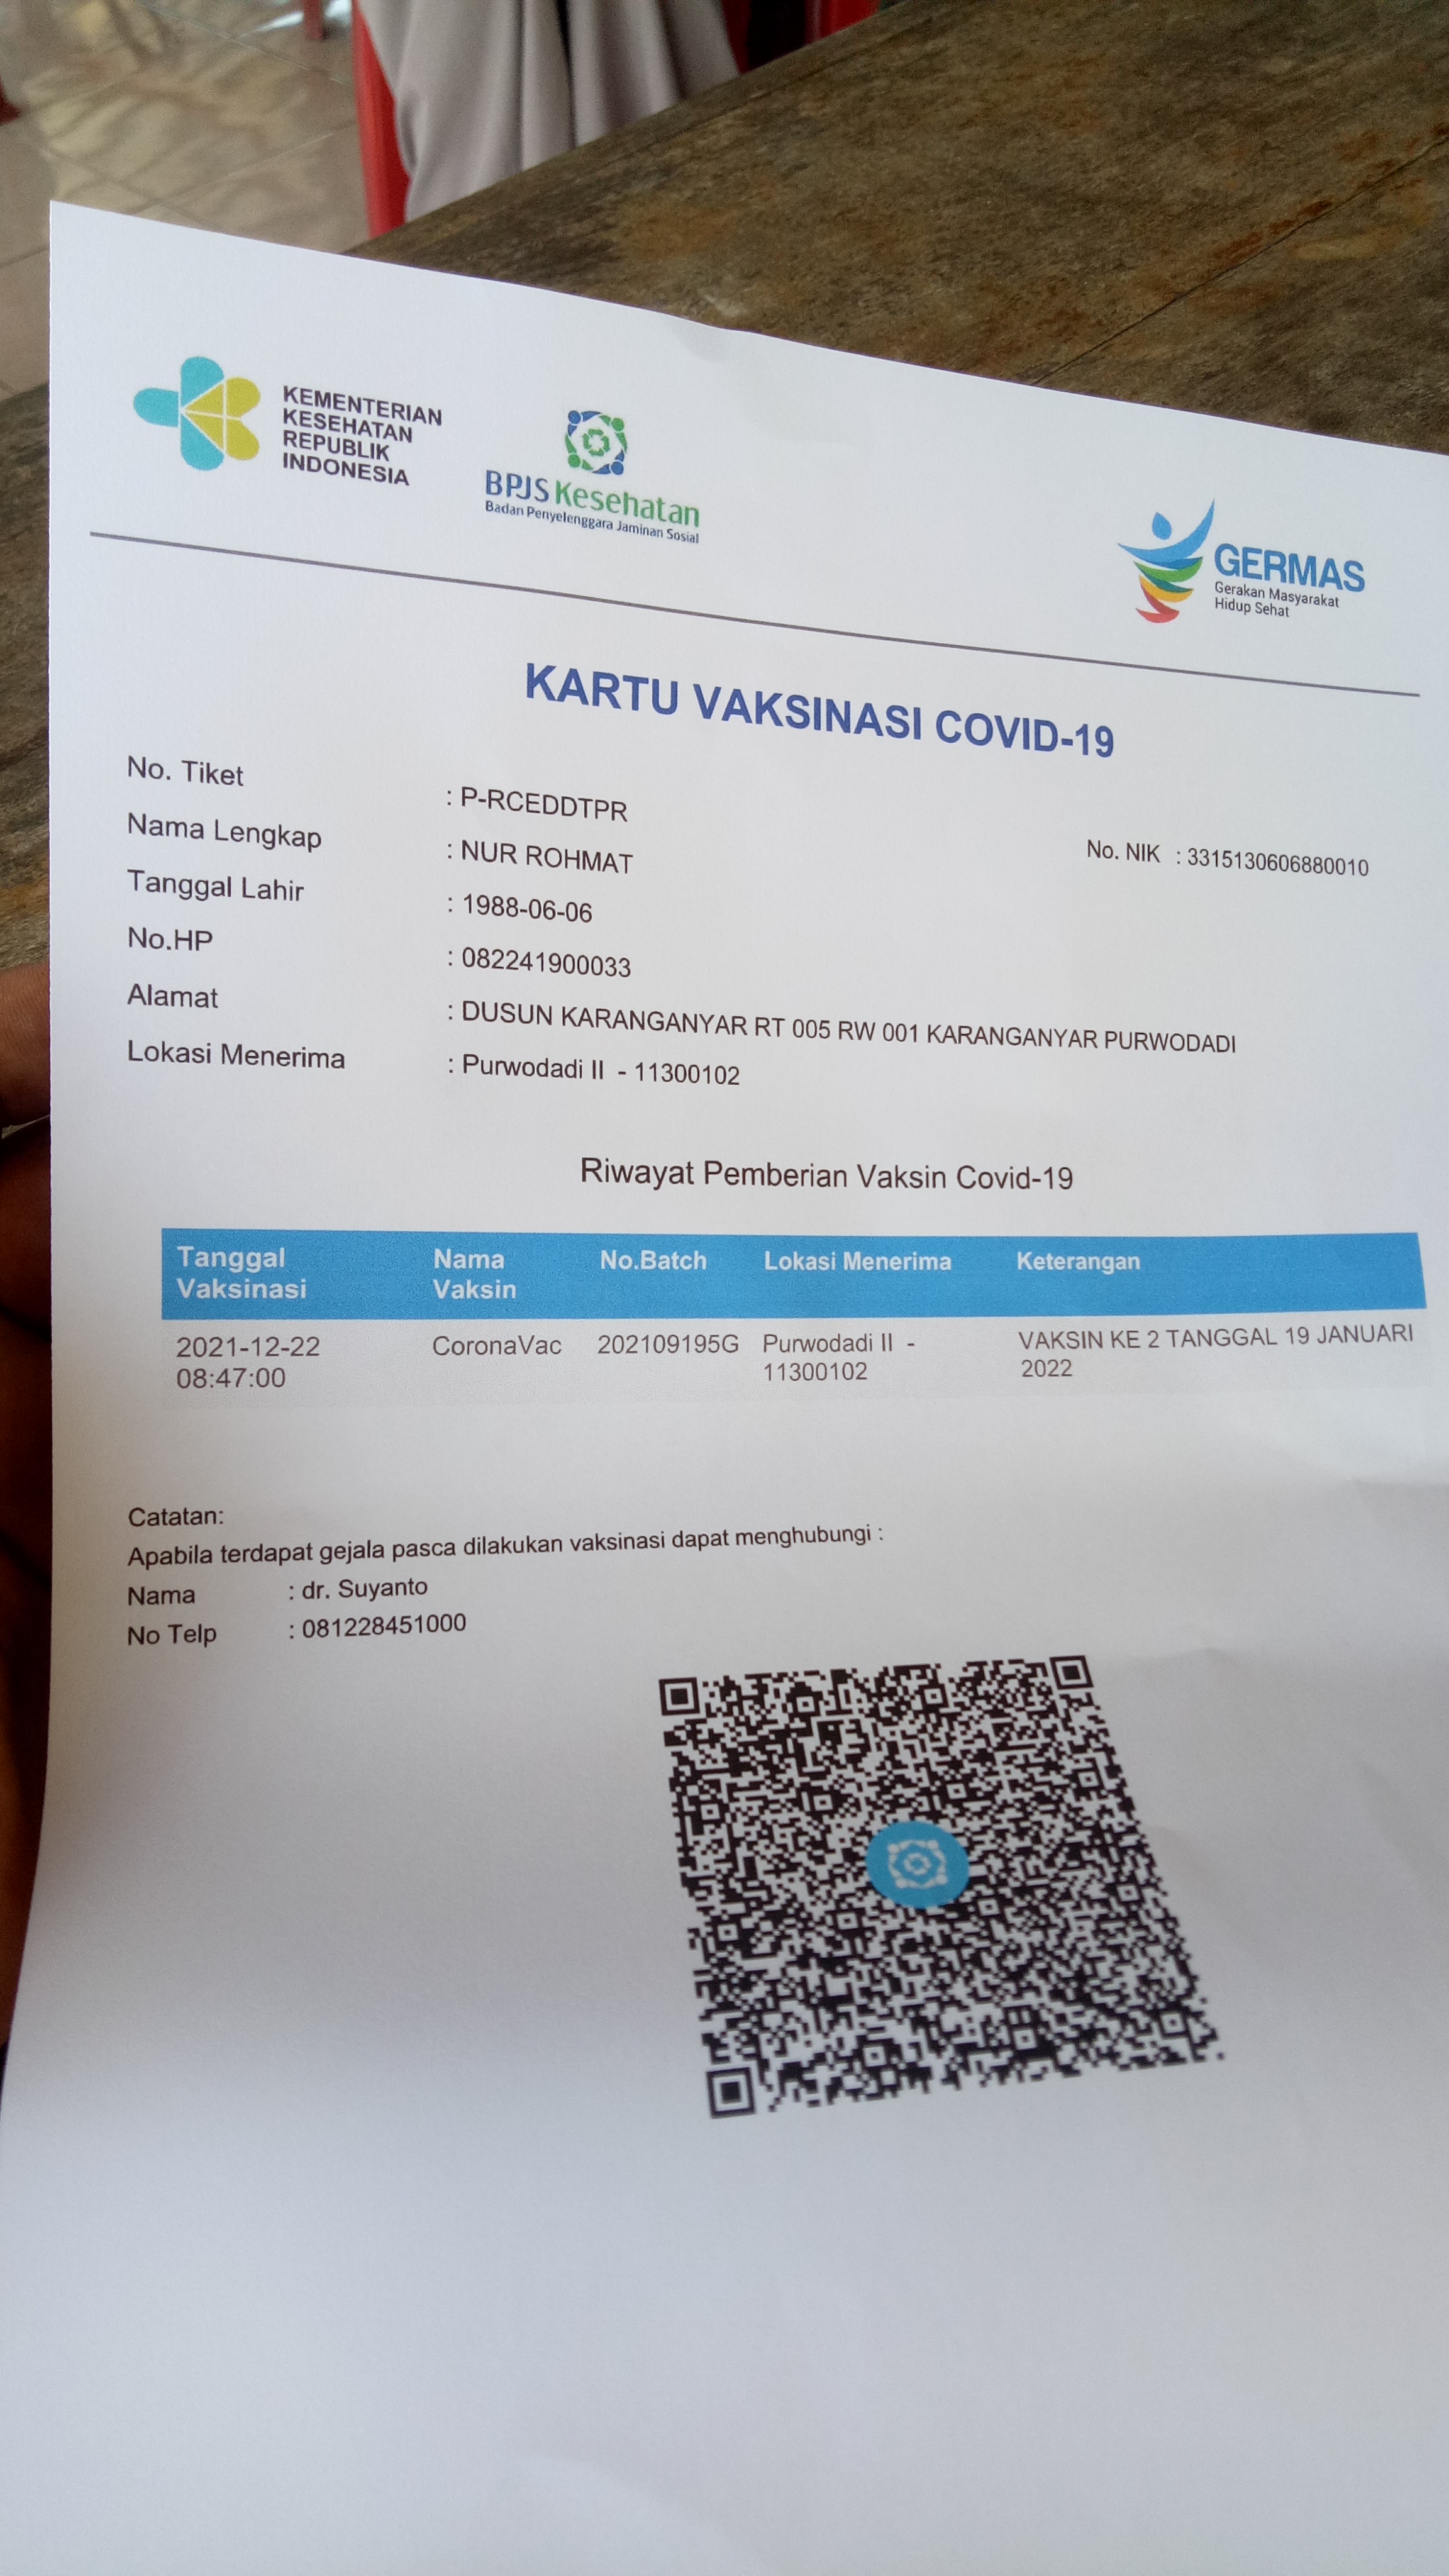 KEMENTERIAN
KESEHATAN
REPUBLIK
INDONESIA
BPJS Kesehatan
Badan Penyelenggara Jaminan Sosial
GERMAS
Gerakan Masyarakat
Hidup Sehat
KARTU VAKSINASI COVID-19
No. Tiket : P-RCEDDTPR
Nama Lengkap : NUR ROHMAT No. NIK : 3315130606880010
Tanggal Lahir : 1988-06-06
No.HP : 082241900033
Alamat : DUSUN KARANGANYAR RT 005 RW 001 KARANGANYAR PURWODADI
Lokasi Menerima : Purwodadi II - 11300102
Riwayat Pemberian Vaksin Covid-19
Tanggal Nama No.Batch Lokasi Menerima Keterangan
Vaksinasi Vaksin
2021-12-22 CoronaVac 202109195G Purwodadi II - VAKSIN KE 2 TANGGAL 19 JANUARI
08:47:00 11300102 2022
Catatan:
Apabila terdapat gejala pasca dilakukan vaksinasi dapat menghubungi :
Nama : dr. Suyanto
No Telp : 081228451000